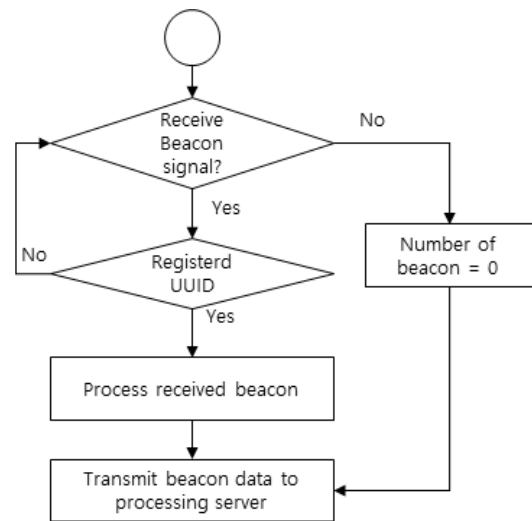 Receive
Beacon
signal?
No
Yes
No
Registerd
UUID
Number of
beacon = 0
Yes
Process received beacon
Transmit beacon data to
processing server